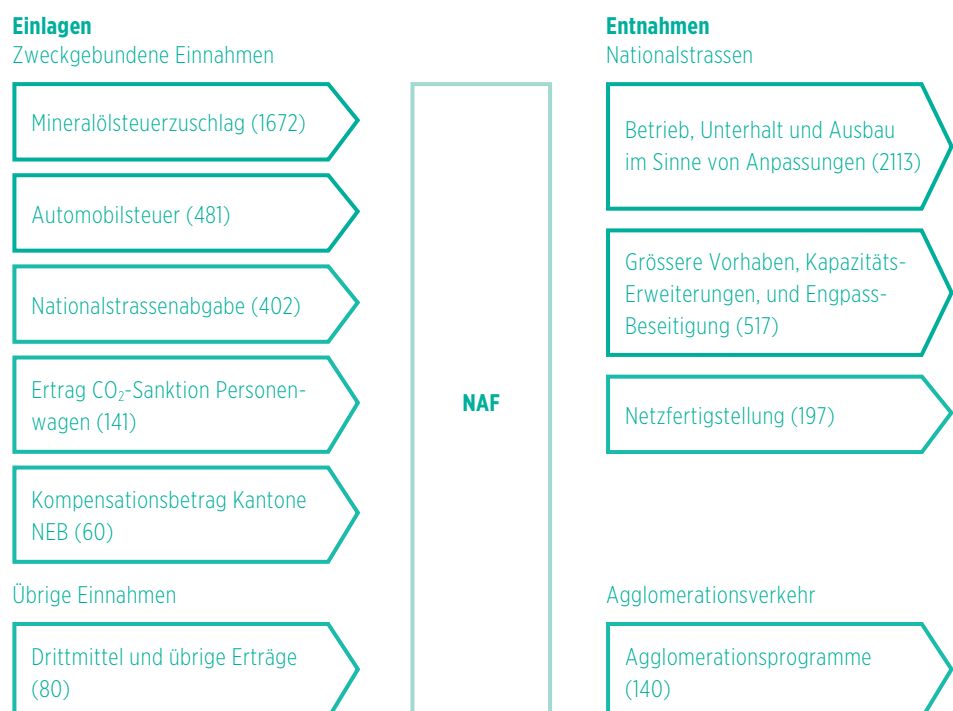 Einlagen
Zweckgebundene Einnahmen
Mineralölsteuerzuschlag (1672)
Automobilsteuer (481)
Nationalstrassenabgabe (402)
Ertrag CO₂-Sanktion Personen-
wagen (141)
Kompensationsbetrag Kantone
NEB (60)
Übrige Einnahmen
Drittmittel und übrige Erträge
(80)
NAF
Entnahmen
Nationalstrassen
Betrieb, Unterhalt und Ausbau
im Sinne von Anpassungen (2113)
Grössere Vorhaben, Kapazitäts-
Erweiterungen, und Engpass-
Beseitigung (517)
Netzfertigstellung (197)
Agglomerationsverkehr
Agglomerationsprogramme
(140)